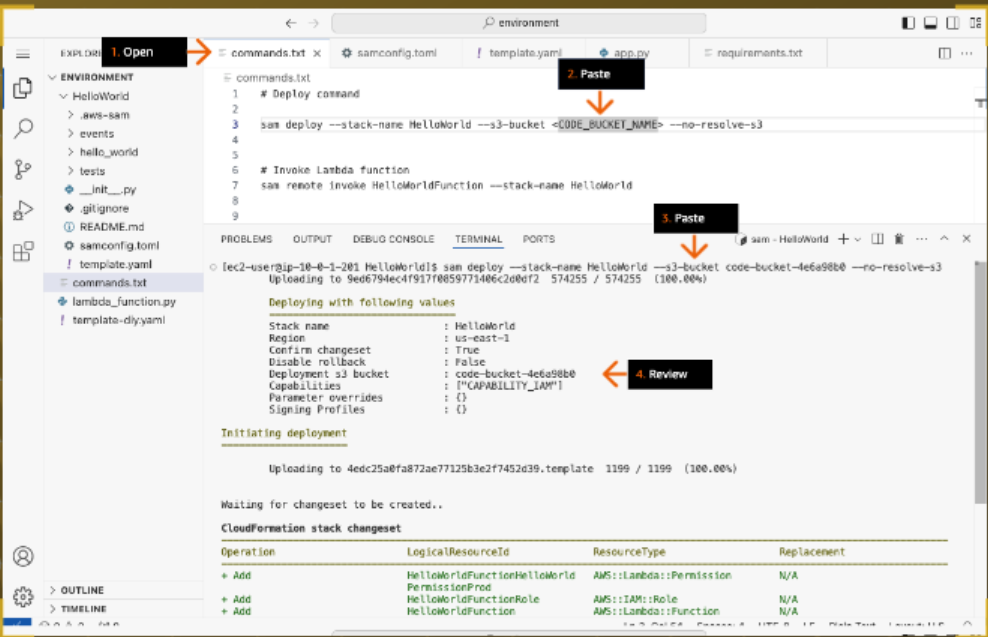 environment
1. Open
EXPLORE
commands.txt
samconfig.toml
template.yaml
app.py
requirements.txt
2. Paste
ENVIRONMENT
HelloWorld
.aws-sam
events
hello_world
tests
__init__.py
.gitignore
README.md
samconfig.toml
template.yaml
commands.txt
lambda_function.py
template-diy.yaml
OUTLINE
TIMELINE
commands.txt
1 # Deploy command
2
3 sam deploy --stack-name HelloWorld --s3-bucket <CODE_BUCKET_NAME> --no-resolve-s3
4
5
6 # Invoke Lambda function
7 sam remote invoke HelloWorldFunction --stack-name HelloWorld
8
9
3. Paste
PROBLEMS OUTPUT DEBUG CONSOLE TERMINAL PORTS
sam - HelloWorld
[ec2-user@ip-10-0-1-201 HelloWorld]$ sam deploy --stack-name HelloWorld --s3-bucket code-bucket-4e6a98b0 --no-resolve-s3
Uploading to 9ed6794ec4f917f0859771406c2d0df2 574255 / 574255 (100.00%)
Deploying with following values
Stack name : HelloWorld
Region : us-east-1
Confirm changeset : True
Disable rollback : False
Deployment s3 bucket : code-bucket-4e6a98b0
4. Review
Capabilities : ["CAPABILITY_IAM"]
Parameter overrides : {}
Signing Profiles : {}
Initiating deployment
Uploading to 4edc25a0fa872ae77125b3e2f7452d39.template 1199 / 1199 (100.00%)
Waiting for changeset to be created..
CloudFormation stack changeset
Operation LogicalResourceId ResourceType Replacement
+ Add HelloWorldFunctionHelloWorld AWS::Lambda::Permission N/A
PermissionProd
+ Add HelloWorldFunctionRole AWS::IAM::Role N/A
+ Add HelloWorldFunction AWS::Lambda::Function N/A